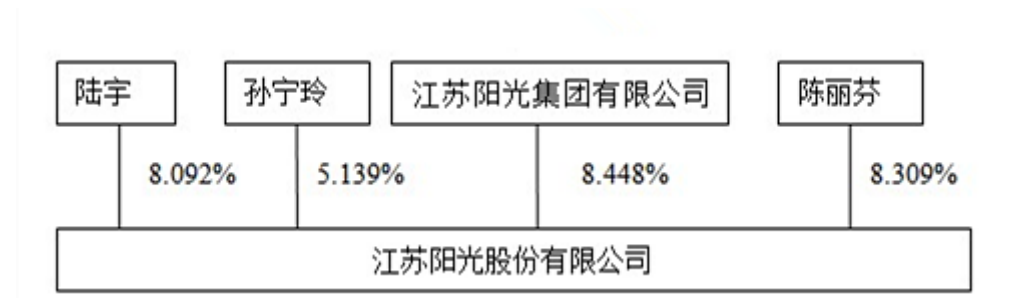 陆宇 孙宁玲 江苏阳光集团有限公司 陈丽芬
8.092% 5.139% 8.448% 8.309%
江苏阳光股份有限公司